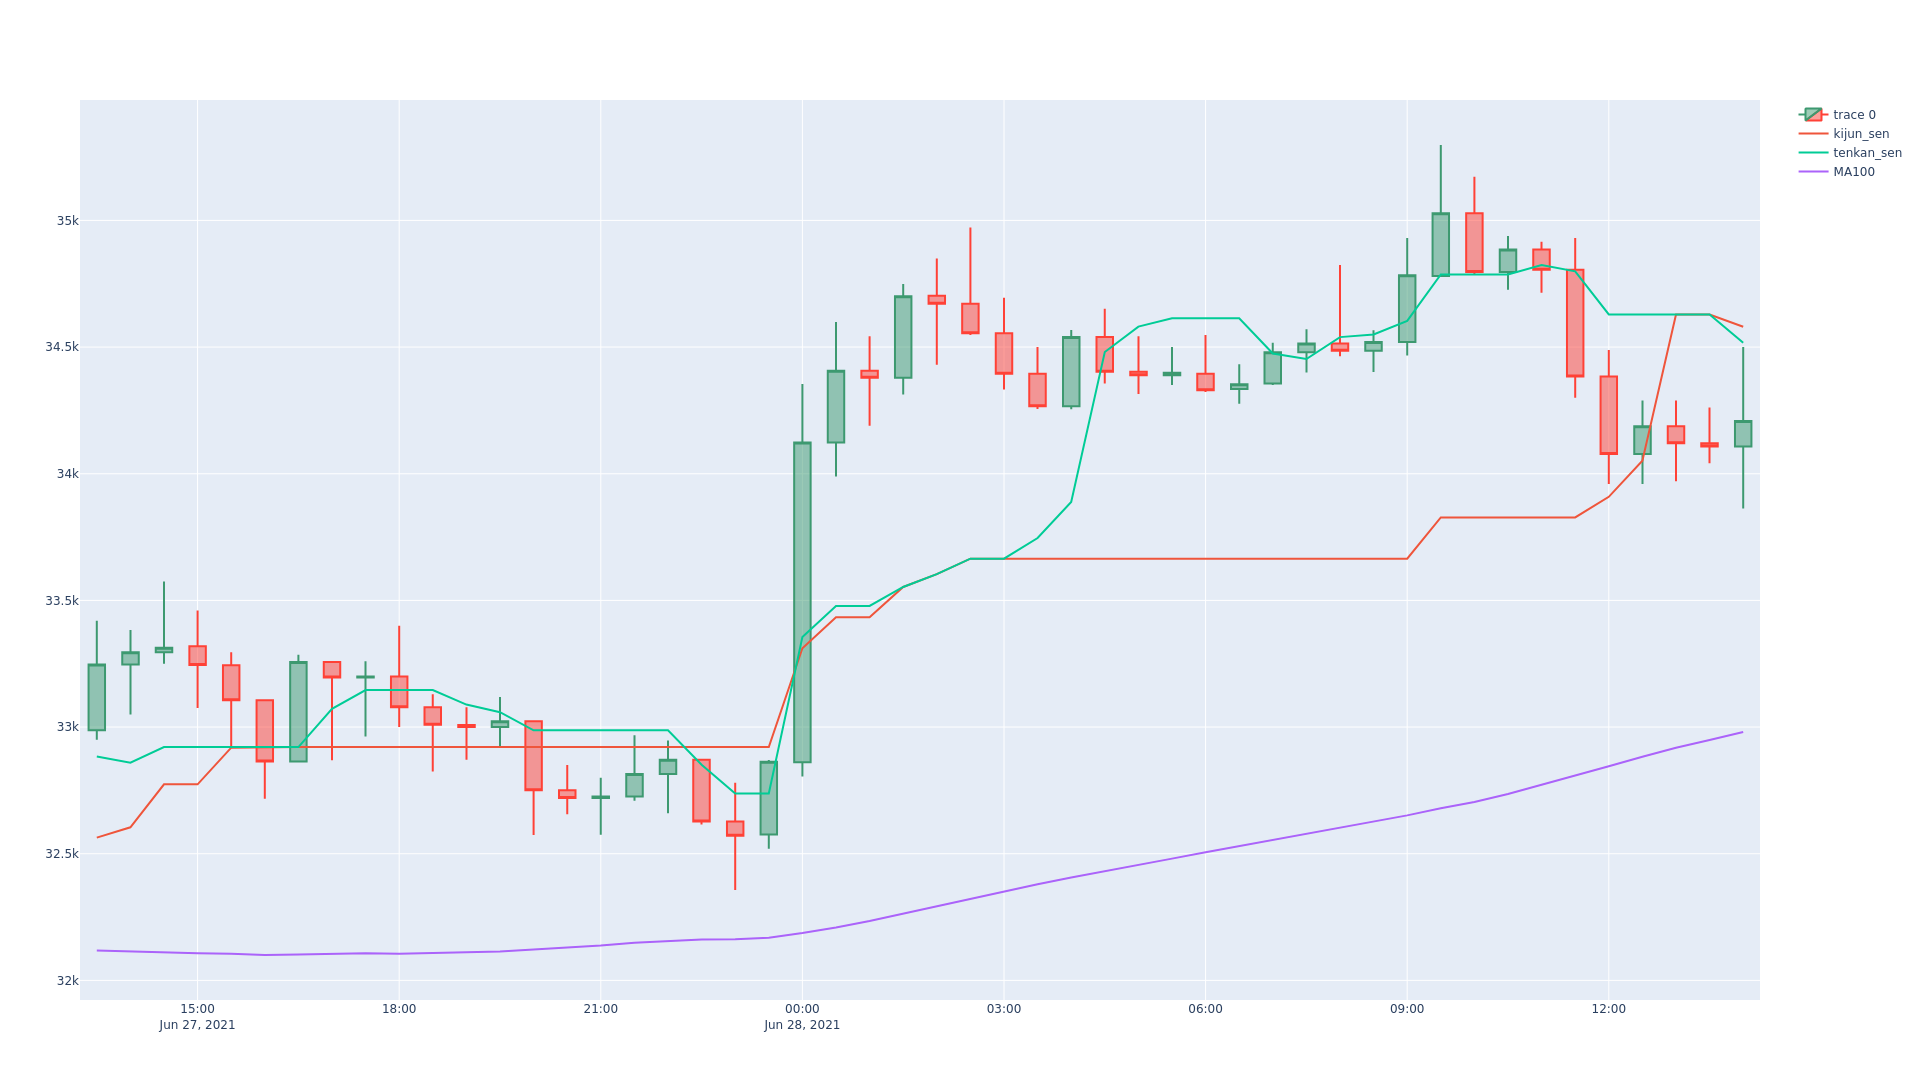 trace 0
kijun_sen
tenkan_sen
MA100
35k
34.5k
34k
33.5k
33k
32.5k
32k
15:00 18:00 21:00 00:00 03:00 06:00 09:00 12:00
Jun 27, 2021 Jun 28, 2021